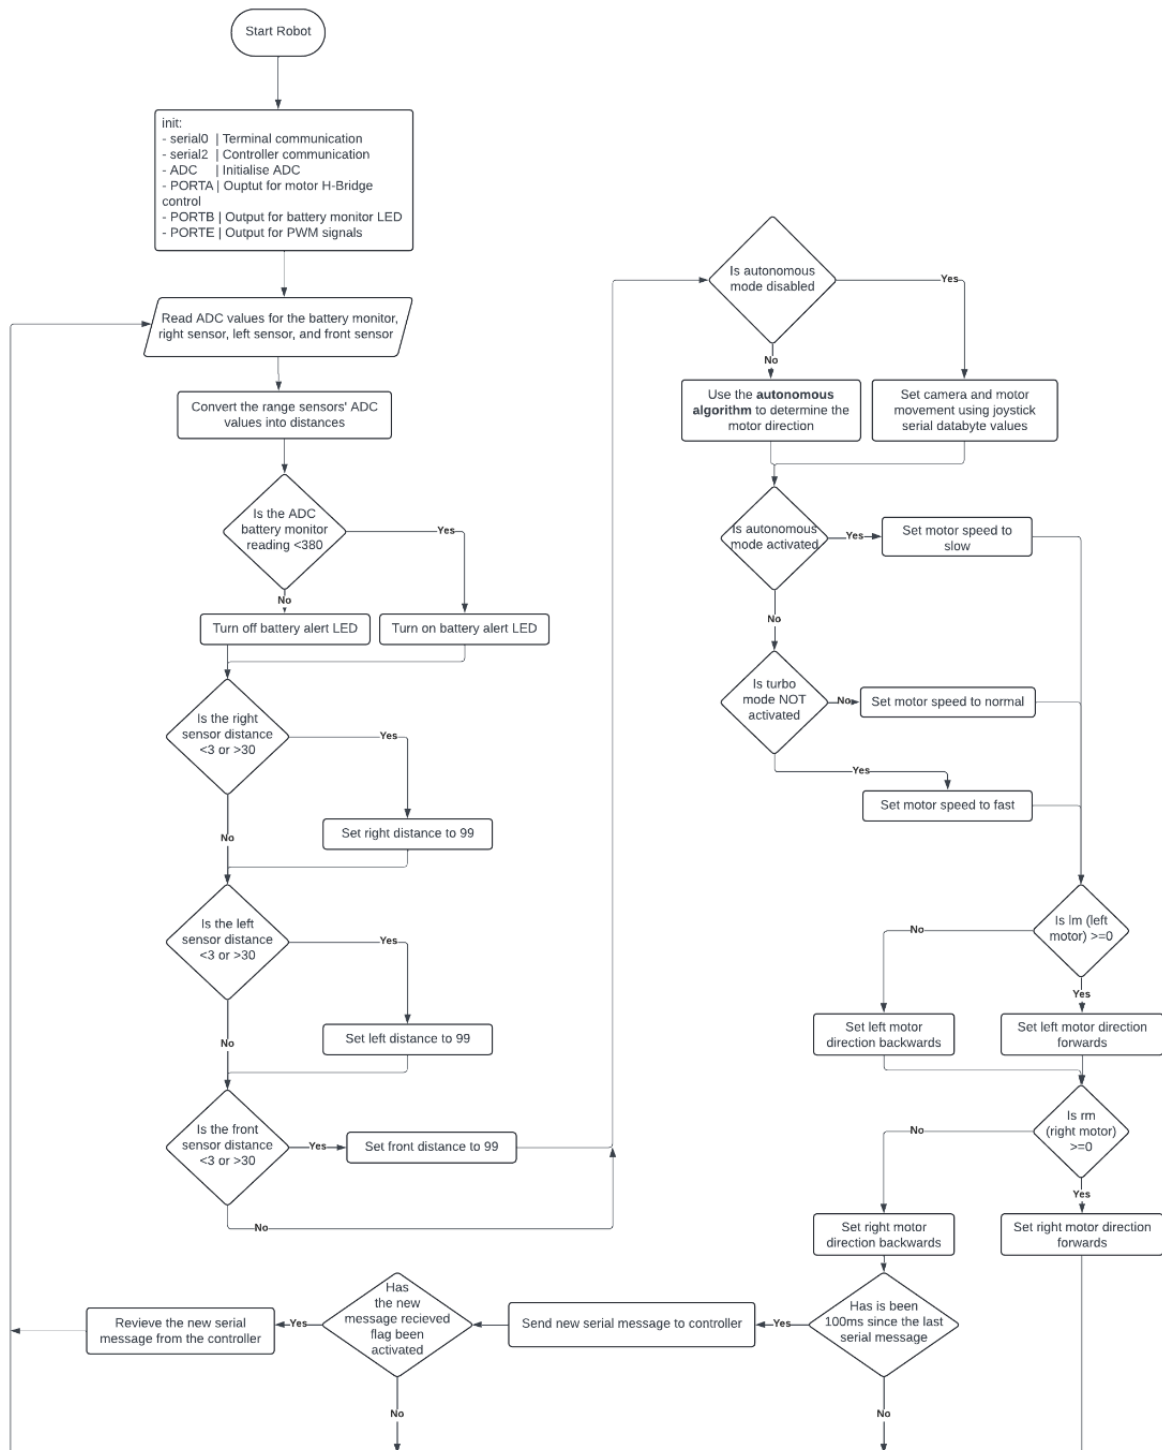 Start Robot
init:
- serial0 | Terminal communication
- serial2 | Controller communication
- ADC | Initialise ADC
- PORTA | Ouptut for motor H-Bridge
control
- PORTB | Output for battery monitor LED
- PORTE | Output for PWM signals
Read ADC values for the battery monitor,
right sensor, left sensor, and front sensor
Convert the range sensors' ADC
values into distances
Is the ADC
battery monitor
reading <380
Yes
No
Turn off battery alert LED
Turn on battery alert LED
Is the right
sensor distance
<3 or >30
Yes
No
Set right distance to 99
Is the left
sensor distance
<3 or >30
Yes
No
Set left distance to 99
Is the front
sensor distance
<3 or >30
Yes
Set front distance to 99
No
Is autonomous
mode disabled
Yes
No
Use the autonomous
algorithm to determine the
motor direction
Set camera and motor
movement using joystick
serial databyte values
Is autonomous
mode activated
Yes
Set motor speed to
slow
No
Is turbo
mode NOT
activated
No
Set motor speed to normal
Yes
Set motor speed to fast
Is lm (left
motor) >=0
No
Yes
Set left motor
direction backwards
Set left motor direction
forwards
Is rm
(right motor)
>=0
No
Yes
Set right motor
direction backwards
Set right motor direction
forwards
Has is been
100ms since the last
serial message
Yes
No
Send new serial message to controller
Has
the new
message recieved
flag been
activated
Yes
No
Revieve the new serial
message from the controller